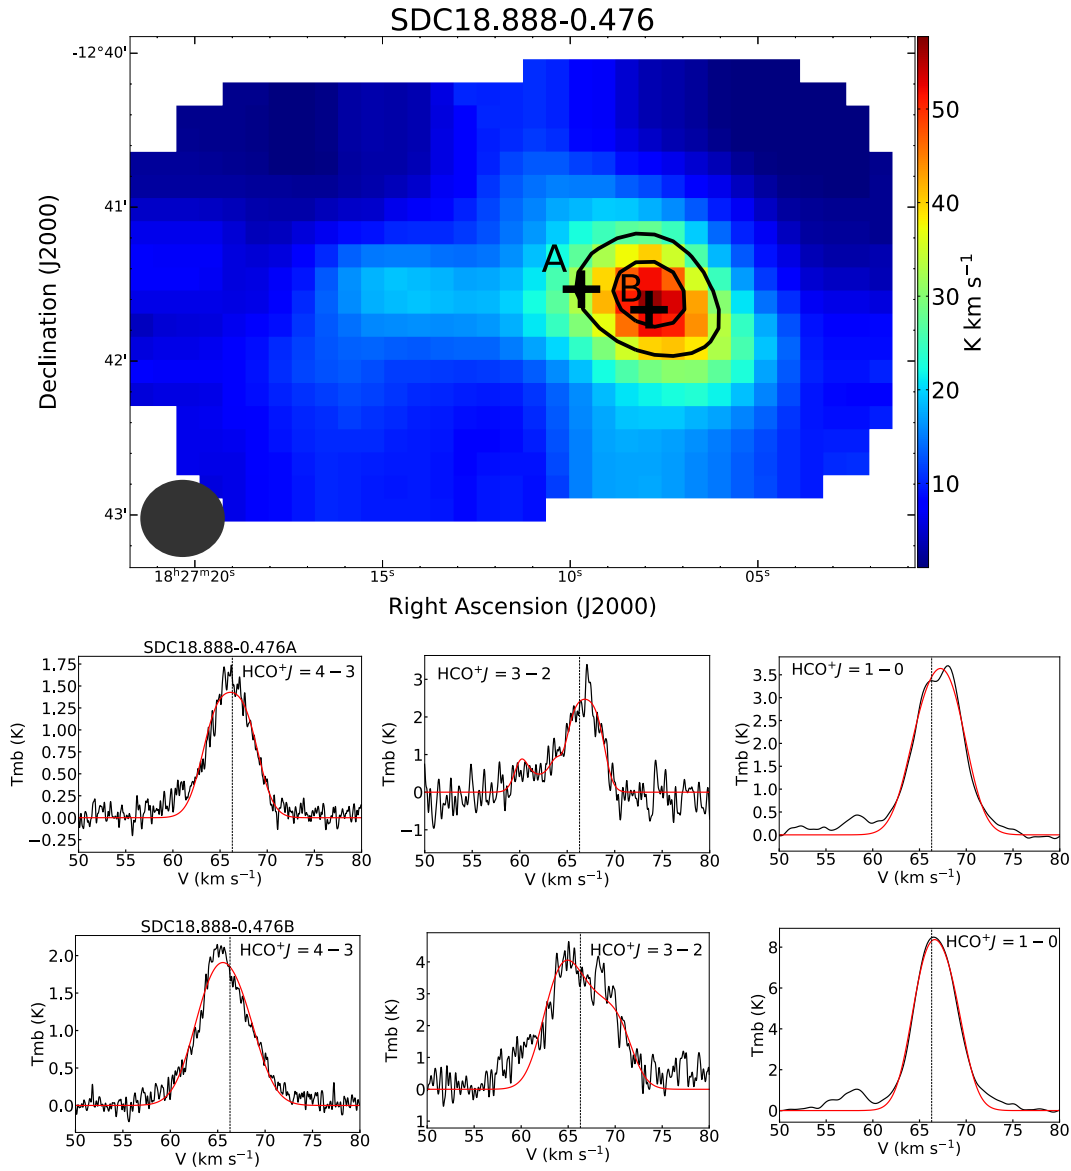 SDC18.888-0.476
-12°40'
41'
42'
43'
Declination (J2000)
A
B
50
40
30
20
10
K km s⁻¹
18ʰ27ᵐ20ˢ
15ˢ
10ˢ
05ˢ
Right Ascension (J2000)
SDC18.888-0.476A
HCO⁺J = 4 − 3
1.75
1.50
1.25
1.00
0.75
0.50
0.25
0.00
−0.25
Tmb (K)
50 55 60 65 70 75 80
V (km s⁻¹)
HCO⁺J = 3 − 2
3
2
1
0
−1
Tmb (K)
50 55 60 65 70 75 80
V (km s⁻¹)
HCO⁺J = 1 − 0
3.5
3.0
2.5
2.0
1.5
1.0
0.5
0.0
Tmb (K)
50 55 60 65 70 75 80
V (km s⁻¹)
SDC18.888-0.476B
HCO⁺J = 4 − 3
2.0
1.5
1.0
0.5
0.0
Tmb (K)
50 55 60 65 70 75 80
V (km s⁻¹)
HCO⁺J = 3 − 2
4
3
2
1
0
1
Tmb (K)
50 55 60 65 70 75 80
V (km s⁻¹)
HCO⁺J = 1 − 0
8
6
4
2
0
Tmb (K)
50 55 60 65 70 75 80
V (km s⁻¹)